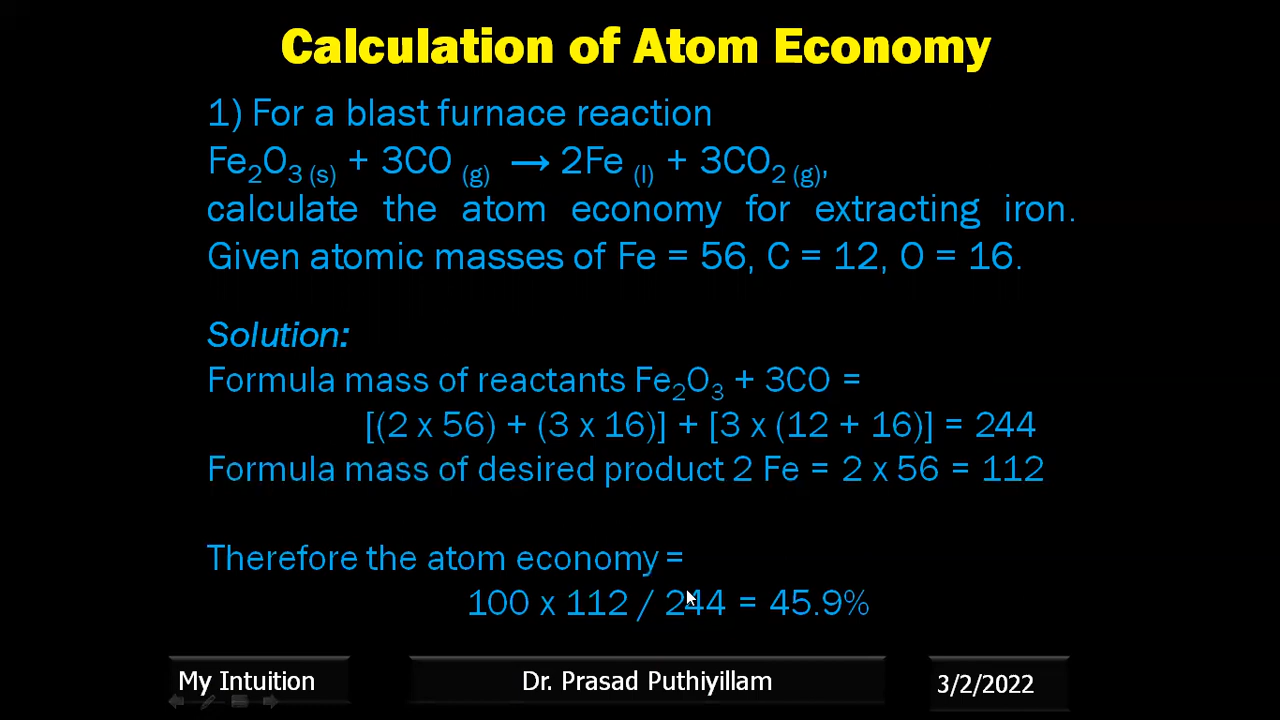 Calculation of Atom Economy
1) For a blast furnace reaction
Fe₂O₃ (s) + 3CO (g) → 2Fe (l) + 3CO₂ (g),
calculate the atom economy for extracting iron.
Given atomic masses of Fe = 56, C = 12, O = 16.
Solution:
Formula mass of reactants Fe₂O₃ + 3CO =
[(2 x 56) + (3 x 16)] + [3 x (12 + 16)] = 244
Formula mass of desired product 2 Fe = 2 x 56 = 112
Therefore the atom economy =
100 x 112 / 244 = 45.9%
My Intuition
Dr. Prasad Puthiyillam
3/2/2022